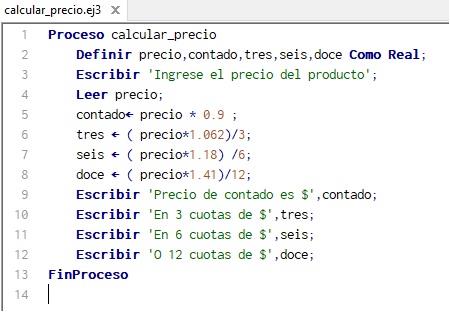 calcular_precio.ej3 X
1 Proceso calcular_precio
2 Definir precio,contado,tres,seis,doce Como Real;
3 Escribir 'Ingrese el precio del producto';
4 Leer precio;
5 contado← precio * 0.9 ;
6 tres ← ( precio*1.062)/3;
7 seis ← ( precio*1.18) /6;
8 doce ← ( precio*1.41)/12;
9 Escribir 'Precio de contado es $',contado;
10 Escribir 'En 3 cuotas de $',tres;
11 Escribir 'En 6 cuotas de $',seis;
12 Escribir 'O 12 cuotas de $',doce;
13 FinProceso
14